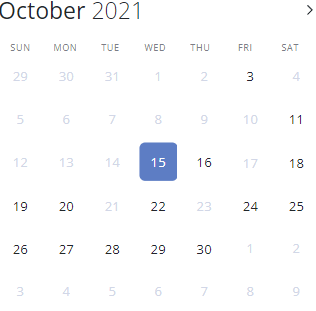 October 2021
SUN MON TUE WED THU FRI SAT
29 30 31 1 2 3 4
5 6 7 8 9 10 11
12 13 14 15 16 17 18
19 20 21 22 23 24 25
26 27 28 29 30 1 2
3 4 5 6 7 8 9